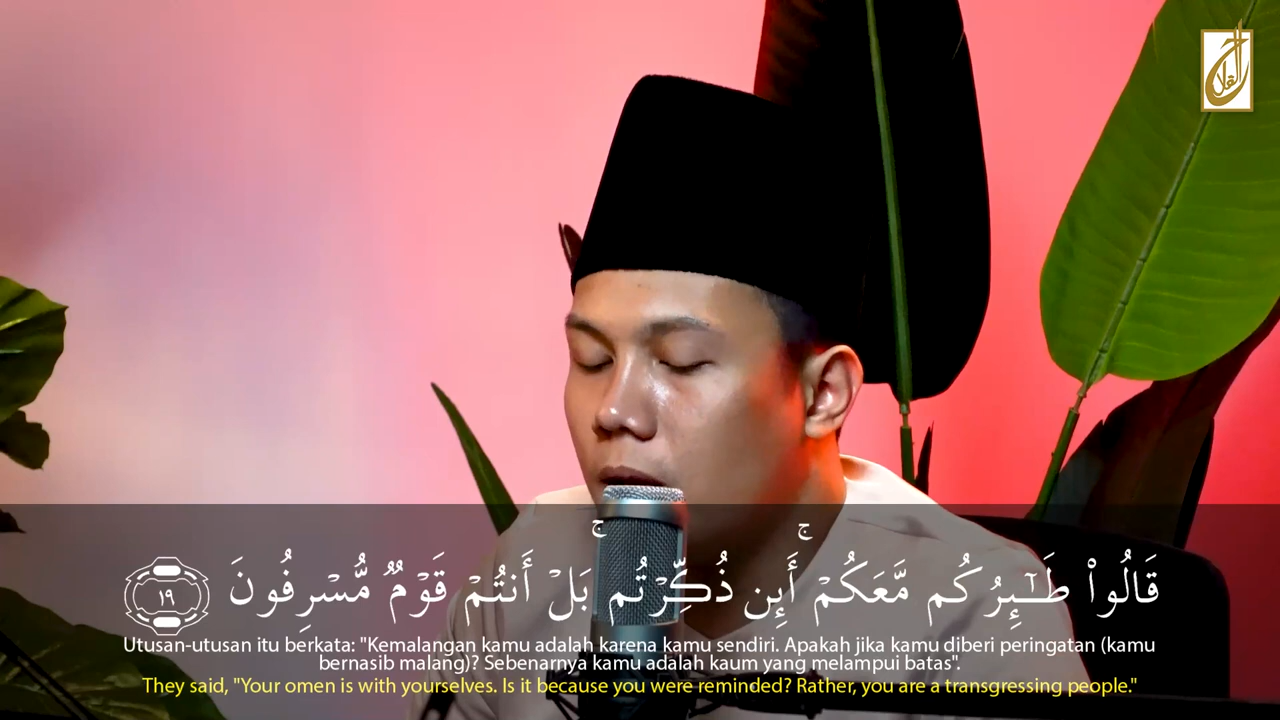 العلا
قَالُوا۟ طَـٰٓئِرُكُم مَّعَكُمْ ۚ أَئِن ذُكِّرْتُم ۚ بَلْ أَنتُمْ قَوْمٌ مُّسْرِفُونَ ١٩
Utusan-utusan itu berkata: "Kemalangan kamu adalah karena kamu sendiri. Apakah jika kamu diberi peringatan (kamu
bernasib malang)? Sebenarnya kamu adalah kaum yang melampui batas".
They said, "Your omen is with yourselves. Is it because you were reminded? Rather, you are a transgressing people."